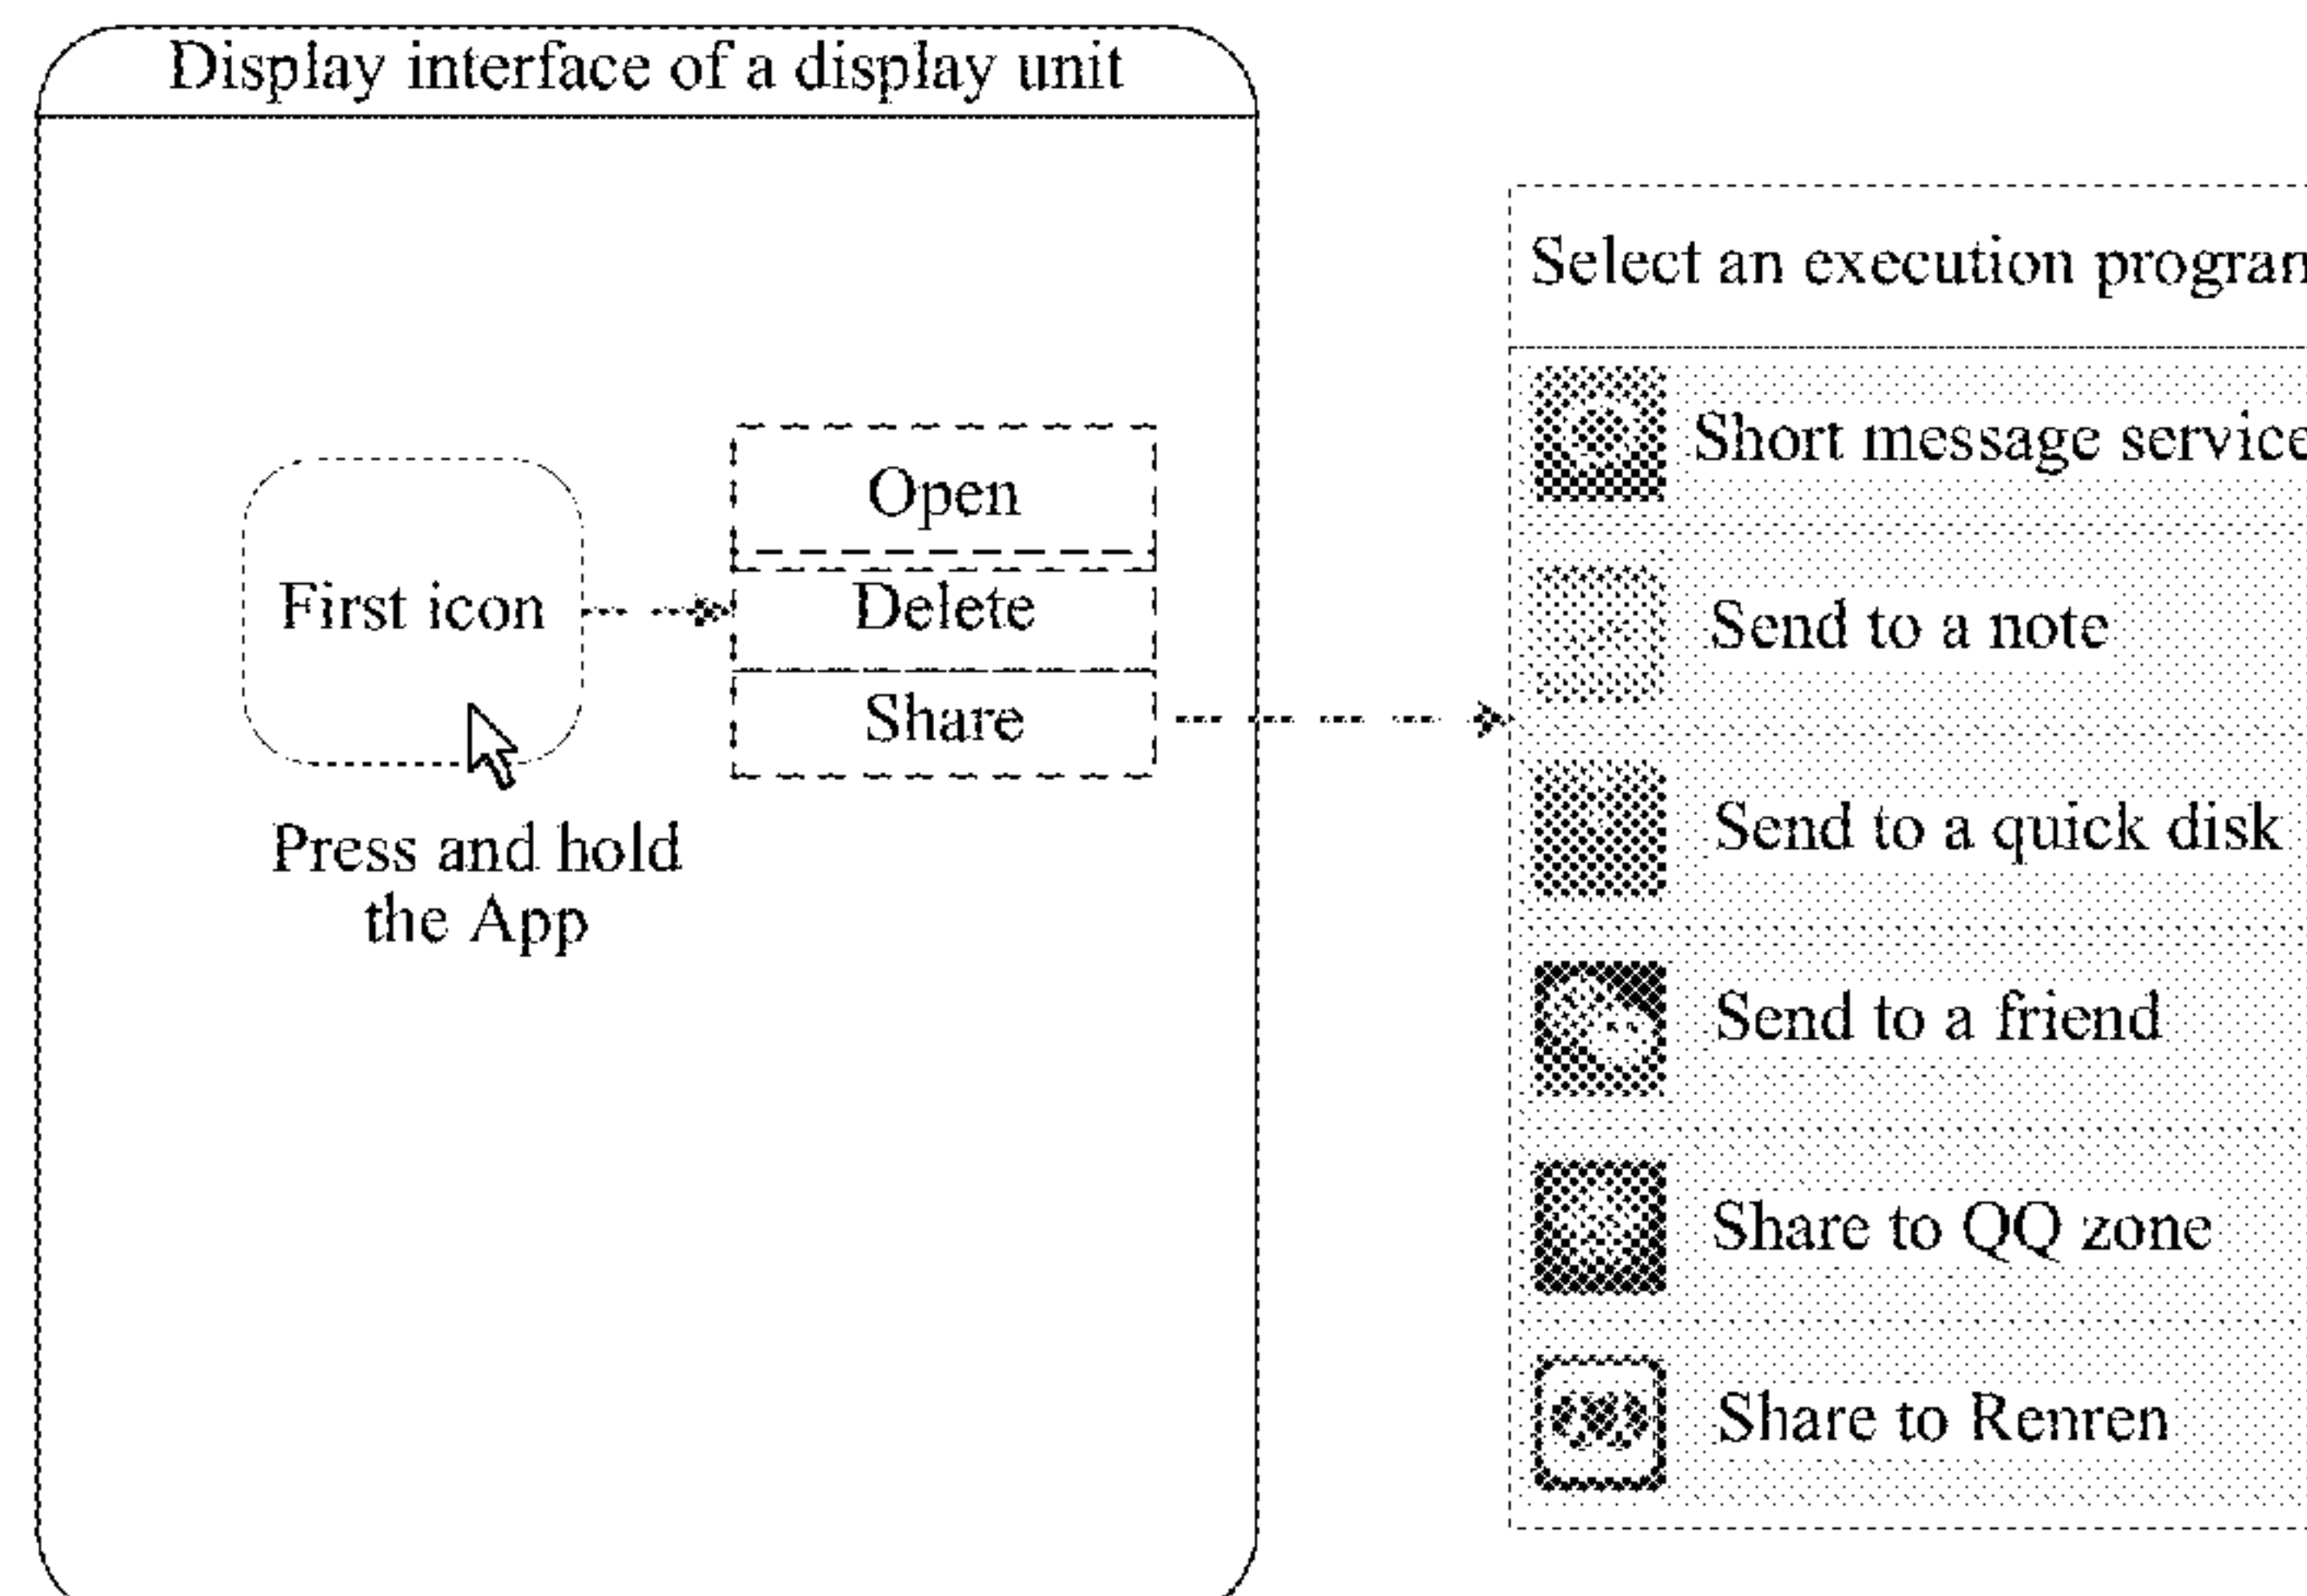 Display interface of a display unit
First icon
Press and hold
the App
Open
Delete
Share
Select an execution program
Short message service
Send to a note
Send to a quick disk
Send to a friend
Share to QQ zone
Share to Renren